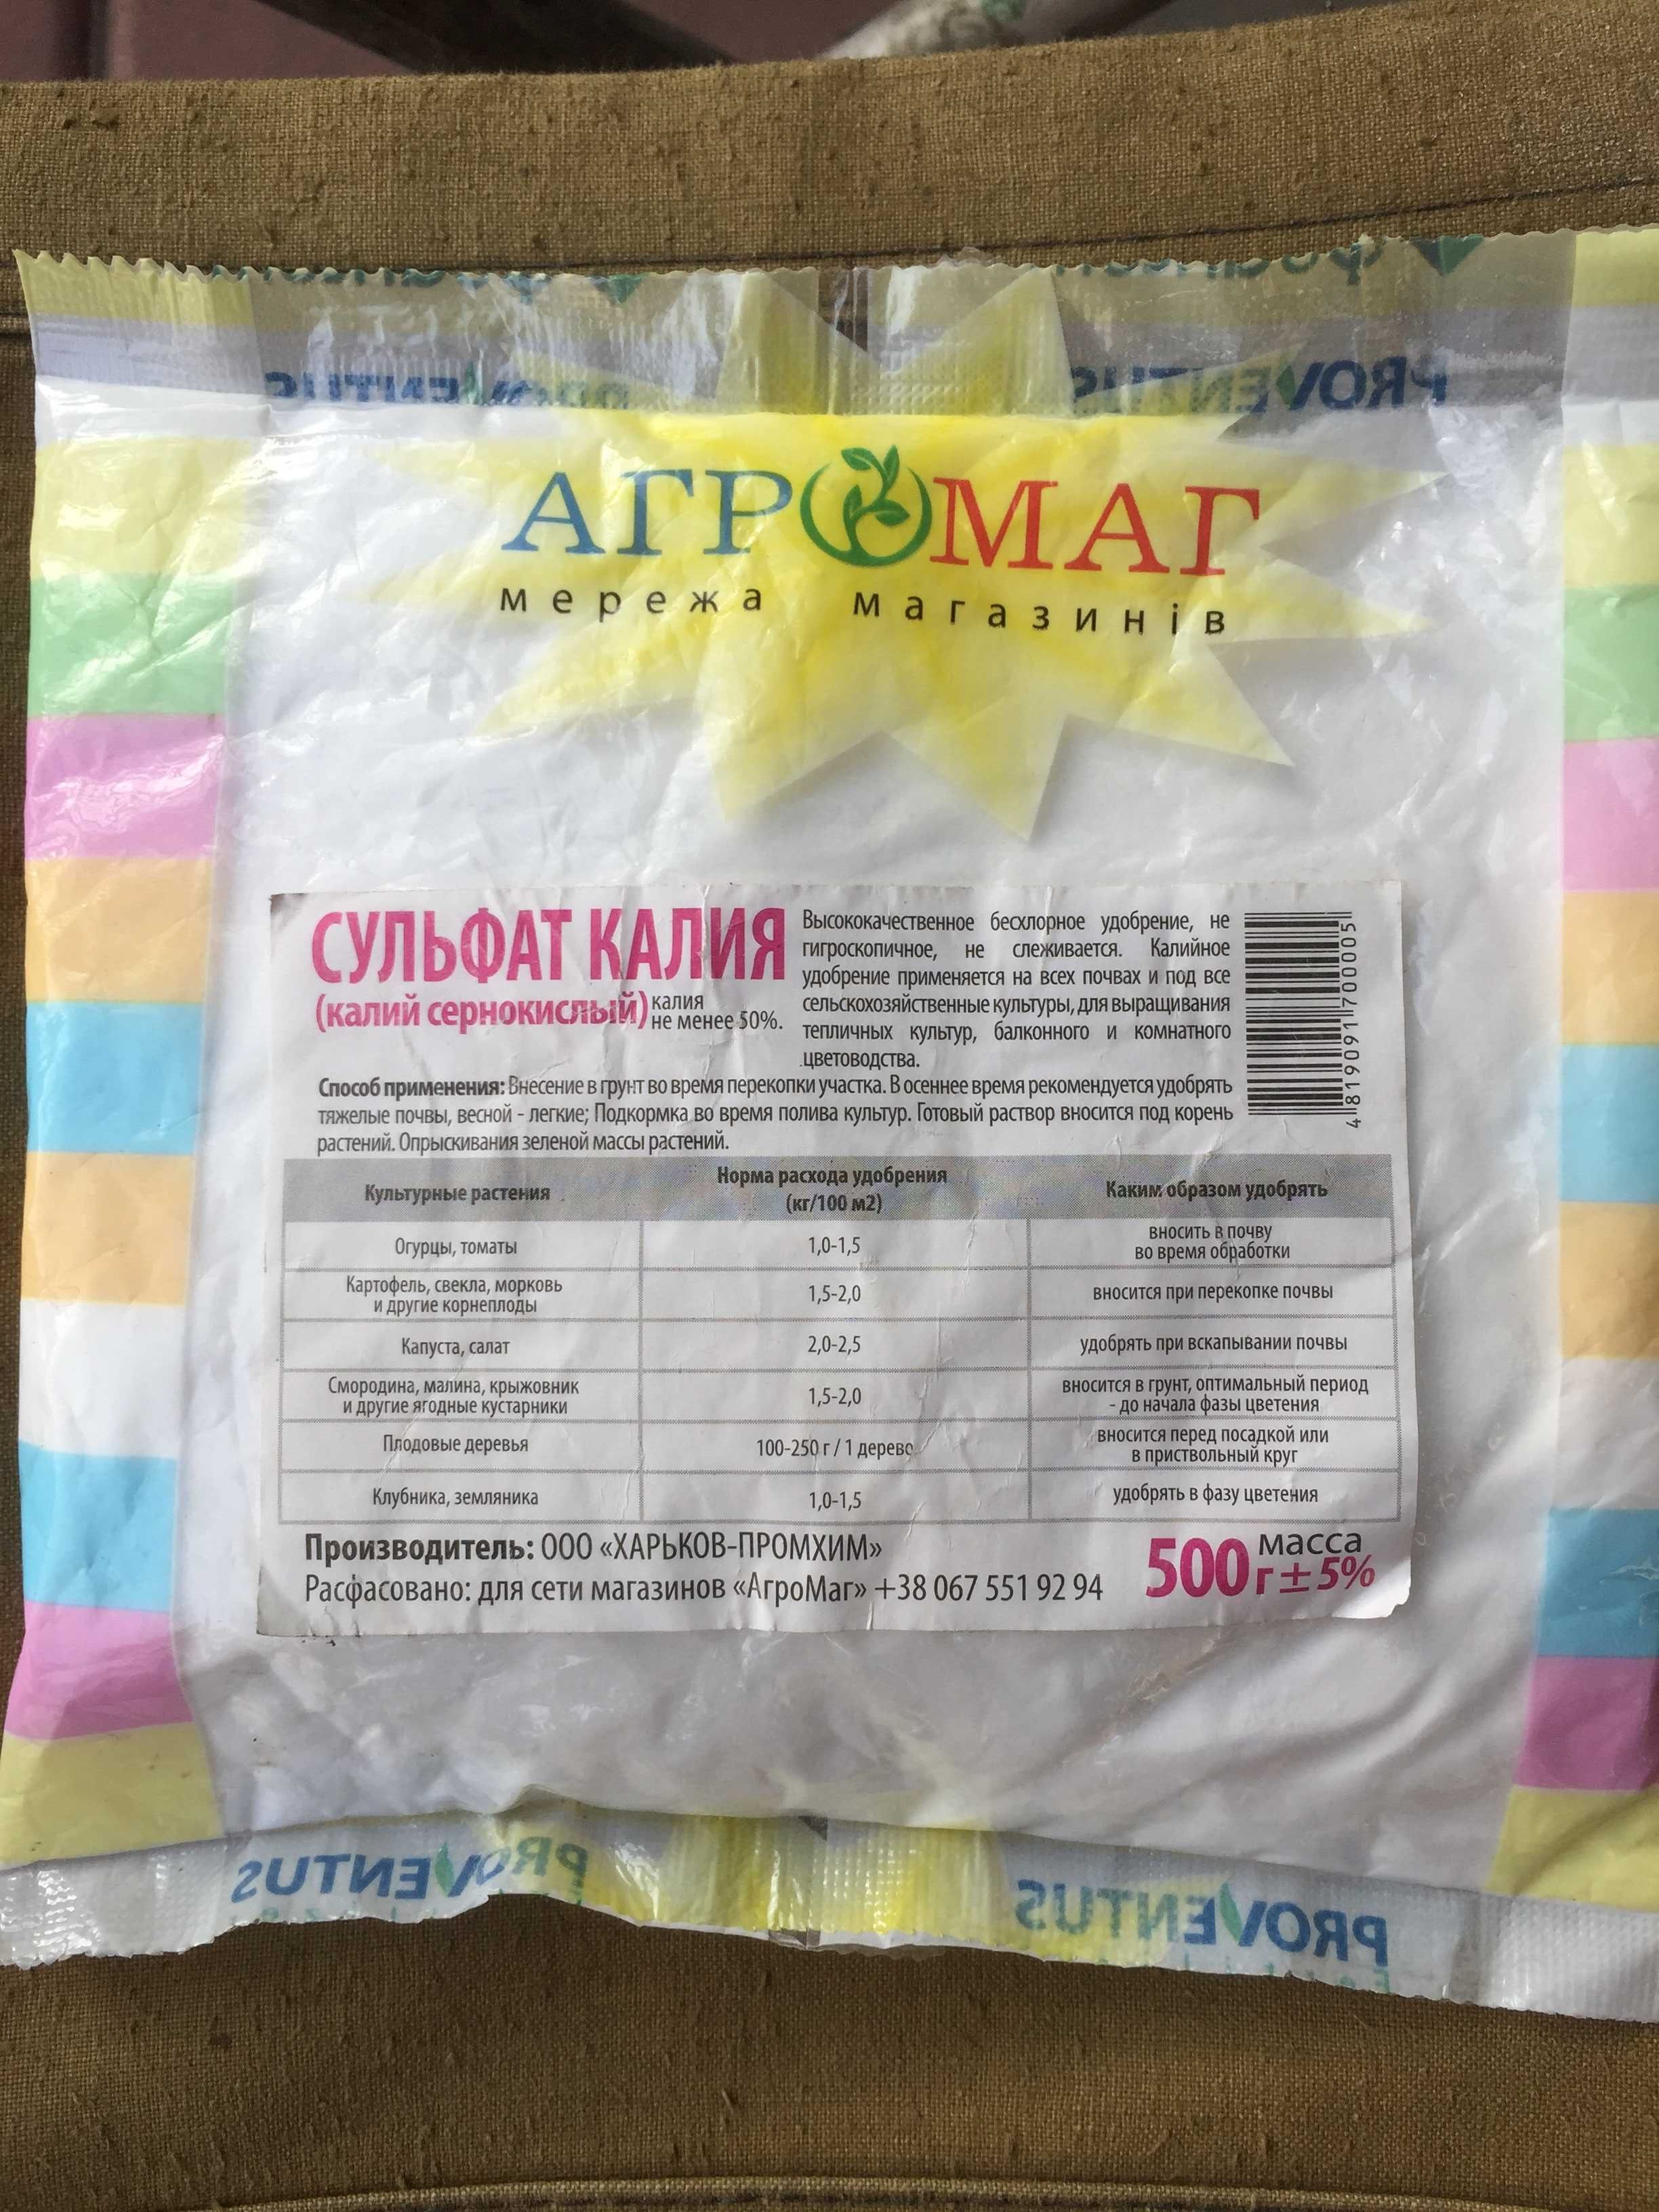 PROVENTUS
PROVENTUS
АГРОМАГ
мережа магазинів
СУЛЬФАТ КАЛИЯ
(калий сернокислый) калия
не менее 50%.
Высококачественное бесхлорное удобрение, не
гигроскопичное, не слеживается. Калийное
удобрение применяется на всех почвах и под все
сельскохозяйственные культуры, для выращивания
тепличных культур, балконного и комнатного
цветоводства.
4 819091 700005
Способ применения: Внесение в грунт во время перекопки участка. В осеннее время рекомендуется удобрять
тяжелые почвы, весной - легкие; Подкормка во время полива культур. Готовый раствор вносится под корень
растений. Опрыскивания зеленой массы растений.
Культурные растения Норма расхода удобрения (кг/100 м2) Каким образом удобрять
Огурцы, томаты 1,0-1,5 вносить в почву во время обработки
Картофель, свекла, морковь и другие корнеплоды 1,5-2,0 вносится при перекопке почвы
Капуста, салат 2,0-2,5 удобрять при вскапывании почвы
Смородина, малина, крыжовник и другие ягодные кустарники 1,5-2,0 вносится в грунт, оптимальный период - до начала фазы цветения
Плодовые деревья 100-250 г / 1 дерево вносится перед посадкой или в приствольный круг
Клубника, земляника 1,0-1,5 удобрять в фазу цветения
Производитель: ООО «ХАРЬКОВ-ПРОМХИМ»
Расфасовано: для сети магазинов «АгроМаг» +38 067 551 92 94
масса
500 г ± 5%
PROVENTUS
PROVENTUS